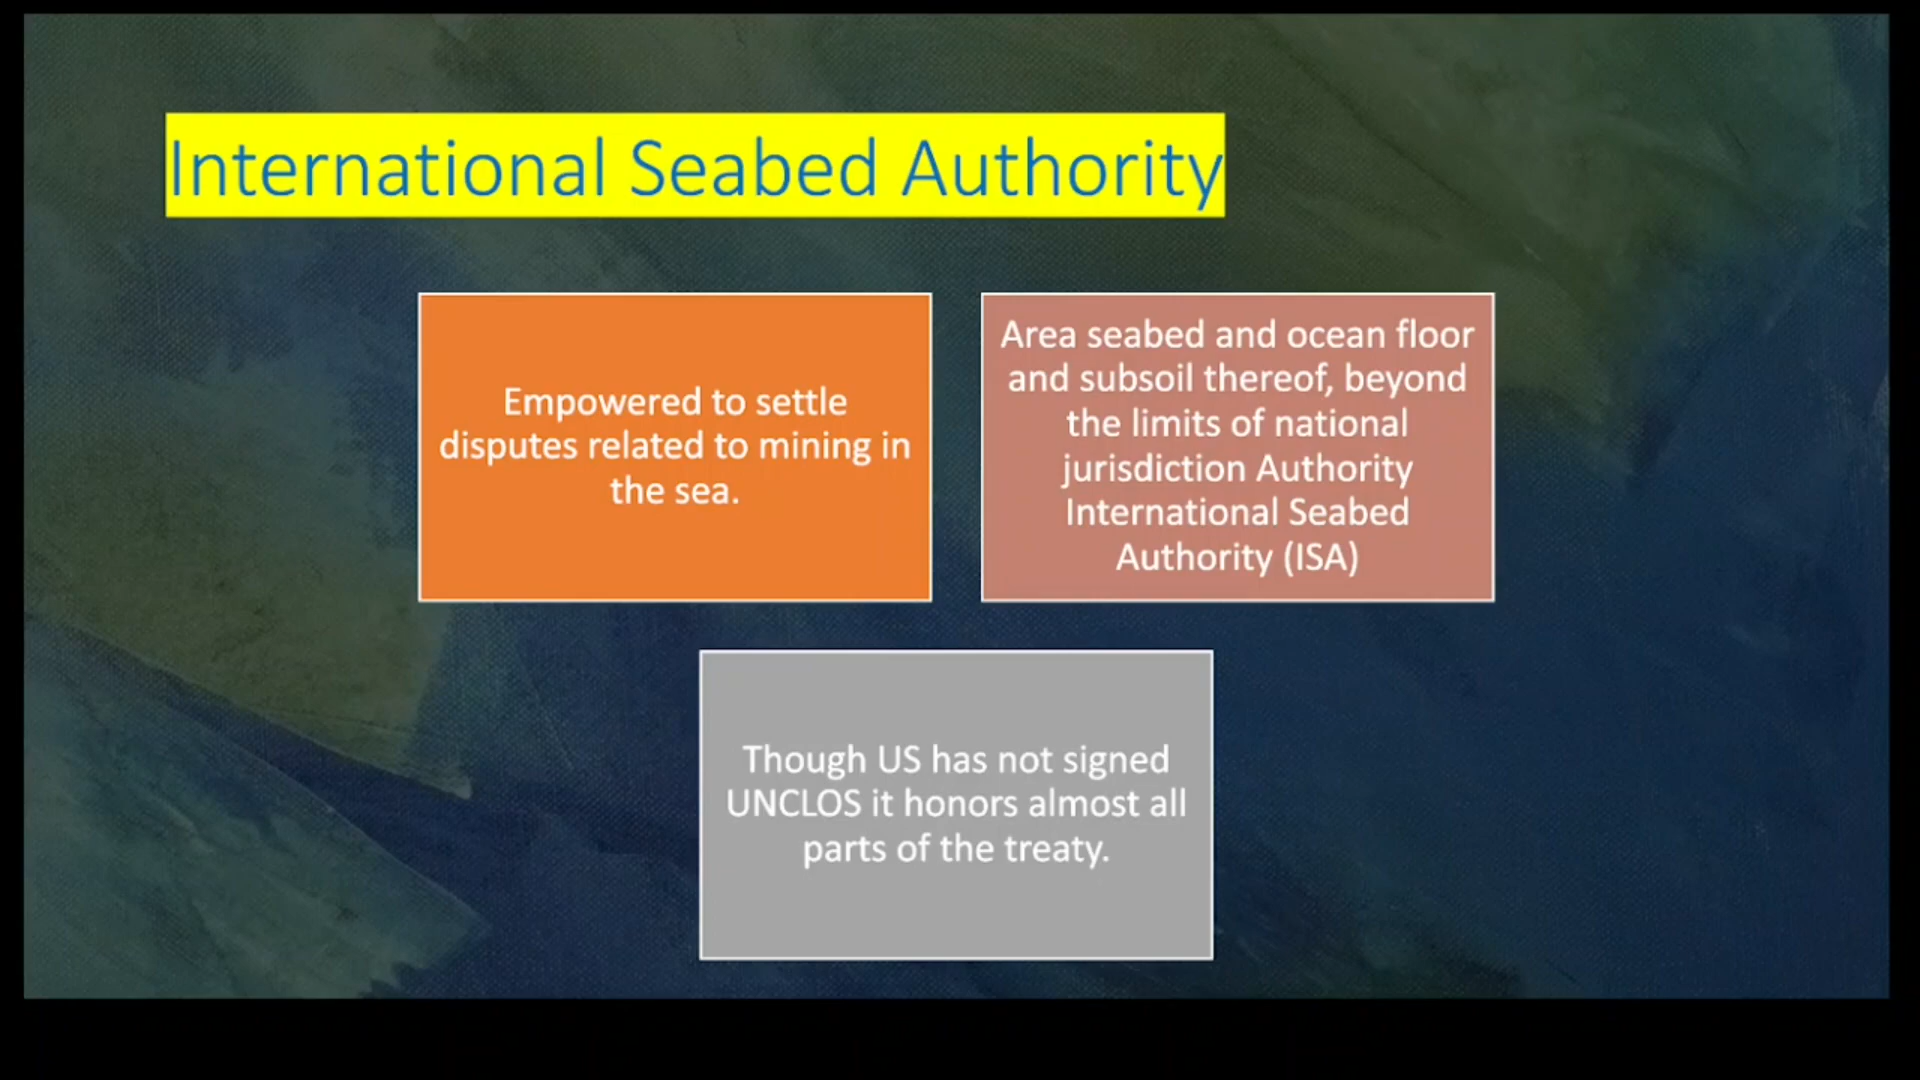 International Seabed Authority
Empowered to settle
disputes related to mining in
the sea.
Area seabed and ocean floor
and subsoil thereof, beyond
the limits of national
jurisdiction Authority
International Seabed
Authority (ISA)
Though US has not signed
UNCLOS it honors almost all
parts of the treaty.